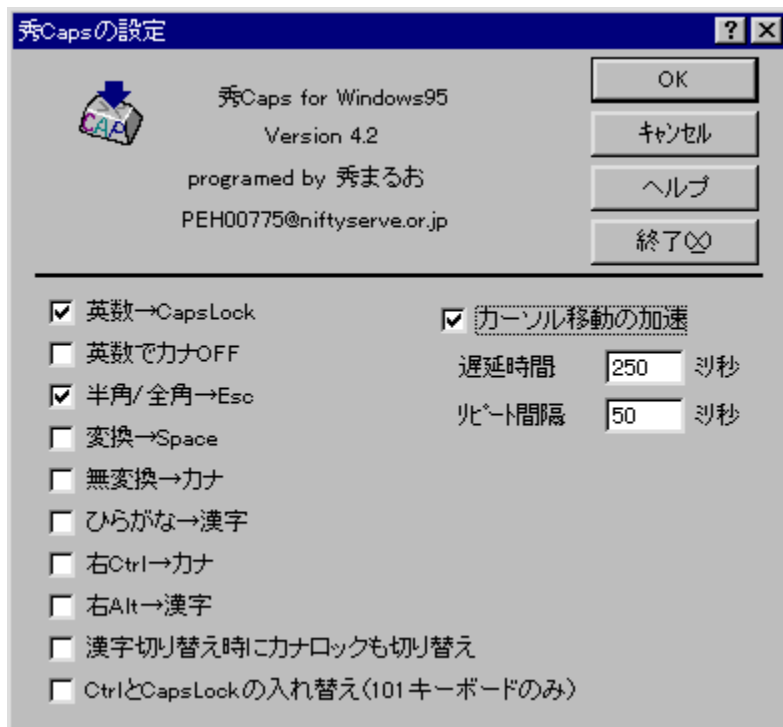 秀Capsの設定
CAP
秀Caps for Windows95
Version 4.2
programed by 秀まるお
PEH00775@niftyserve.or.jp
OK
ｷｬﾝｾﾙ
ヘルプ
終了(X)
英数→CapsLock
英数でカナOFF
半角/全角→Esc
変換→Space
無変換→カナ
ひらがな→漢字
右Ctrl→カナ
右Alt→漢字
漢字切り替え時にカナロックも切り替え
CtrlとCapsLockの入れ替え(101キーボードのみ)
カーソル移動の加速
遅延時間 250 ﾐﾘ秒
ﾘﾋﾟｰﾄ間隔 50 ﾐﾘ秒